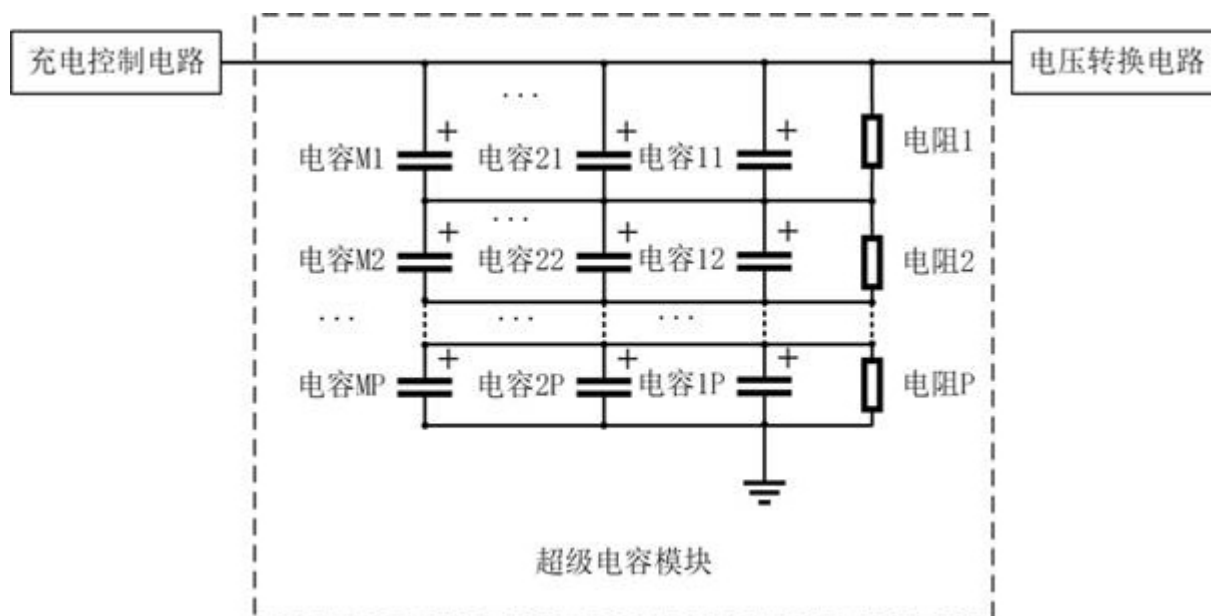 充电控制电路
电压转换电路
...
电容M1 + 电容21 + 电容11 + 电阻1
...
电容M2 + 电容22 + 电容12 + 电阻2
... ... ...
电容MP + 电容2P + 电容1P + 电阻P
超级电容模块